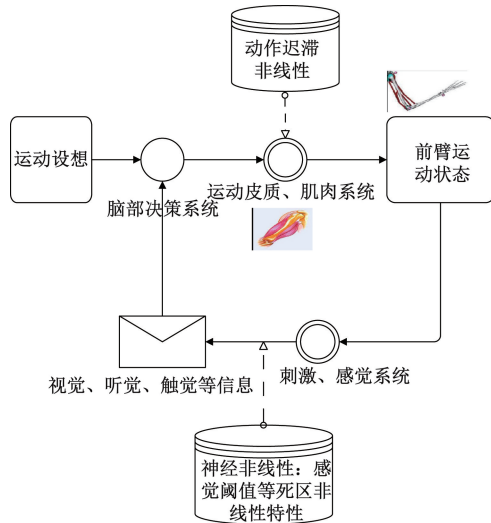 动作迟滞
非线性
运动设想
脑部决策系统
运动皮质、肌肉系统
前臂运
动状态
视觉、听觉、触觉等信息
刺激、感觉系统
神经非线性：感
觉阈值等死区非
线性特性